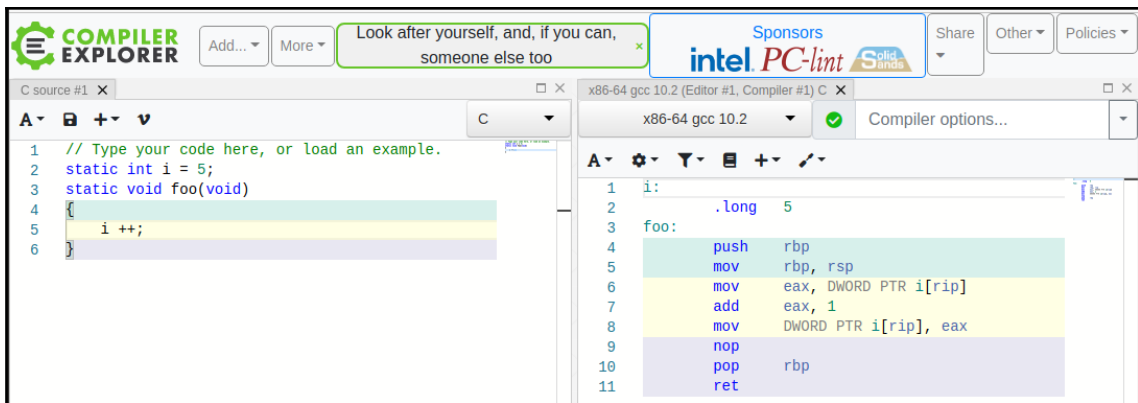 COMPILER
EXPLORER
Add...
More
Look after yourself, and, if you can,
someone else too
×
Sponsors
intel. PC-lint Solid Sands
Share
Other
Policies
C source #1 X
A
C
1 // Type your code here, or load an example.
2 static int i = 5;
3 static void foo(void)
4 {
5     i ++;
6 }
x86-64 gcc 10.2 (Editor #1, Compiler #1) C X
x86-64 gcc 10.2
Compiler options...
A
1 i:
2         .long   5
3 foo:
4         push    rbp
5         mov     rbp, rsp
6         mov     eax, DWORD PTR i[rip]
7         add     eax, 1
8         mov     DWORD PTR i[rip], eax
9         nop
10        pop     rbp
11        ret